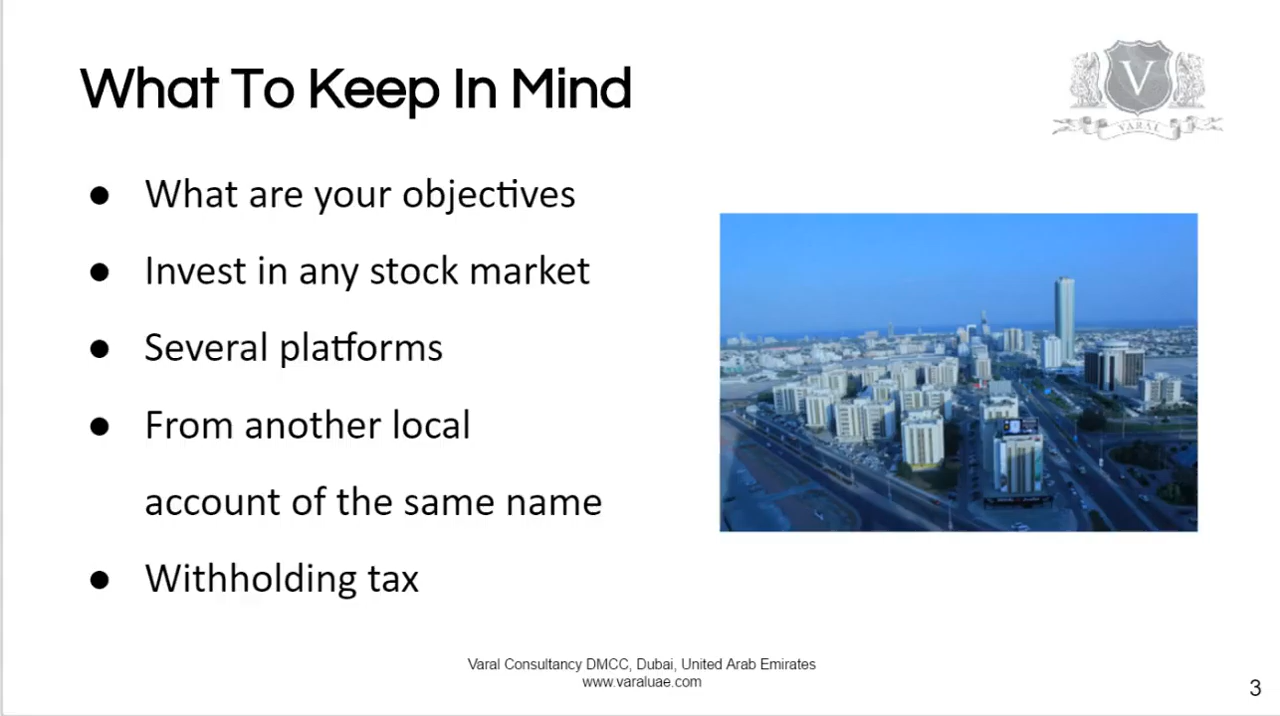 What To Keep In Mind
V
VARAL
● What are your objectives
● Invest in any stock market
● Several platforms
● From another local
account of the same name
● Withholding tax
Varal Consultancy DMCC, Dubai, United Arab Emirates
www.varaluae.com
3